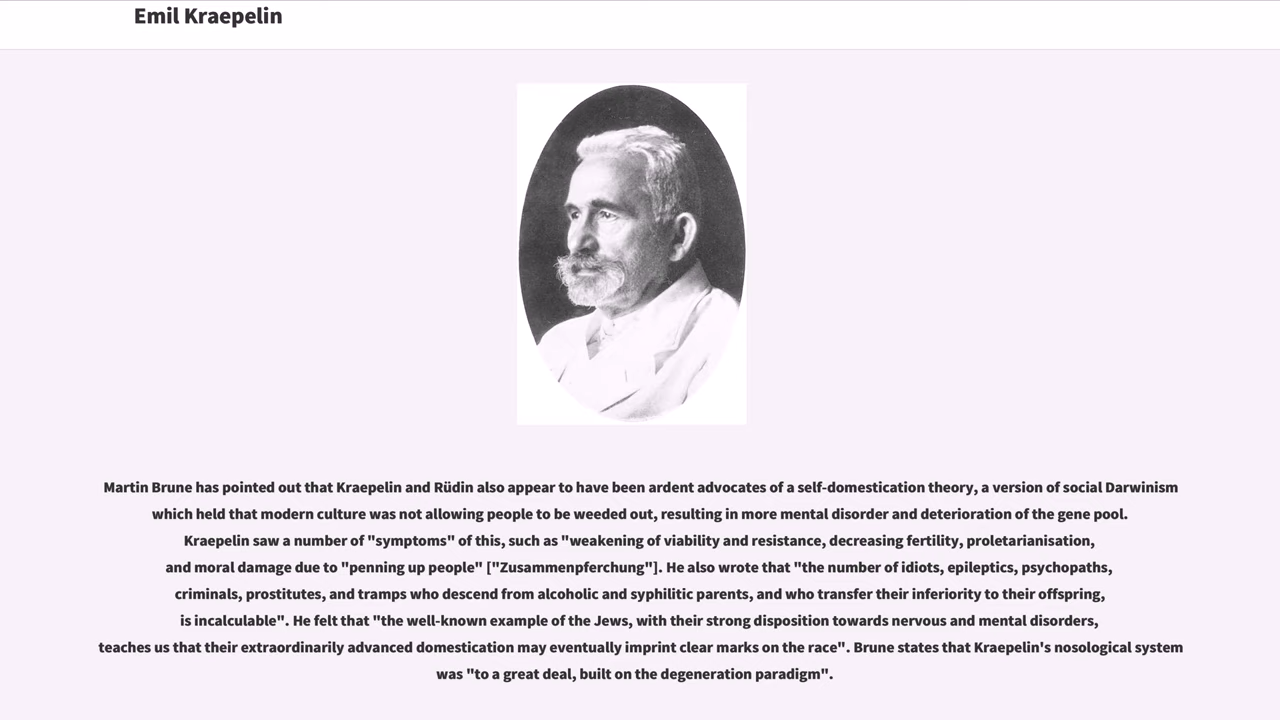 Emil Kraepelin
Martin Brune has pointed out that Kraepelin and Rüdin also appear to have been ardent advocates of a self-domestication theory, a version of social Darwinism
which held that modern culture was not allowing people to be weeded out, resulting in more mental disorder and deterioration of the gene pool.
Kraepelin saw a number of "symptoms" of this, such as "weakening of viability and resistance, decreasing fertility, proletarianisation,
and moral damage due to "penning up people" ["Zusammenpferchung"]. He also wrote that "the number of idiots, epileptics, psychopaths,
criminals, prostitutes, and tramps who descend from alcoholic and syphilitic parents, and who transfer their inferiority to their offspring,
is incalculable". He felt that "the well-known example of the Jews, with their strong disposition towards nervous and mental disorders,
teaches us that their extraordinarily advanced domestication may eventually imprint clear marks on the race". Brune states that Kraepelin's nosological system
was "to a great deal, built on the degeneration paradigm".